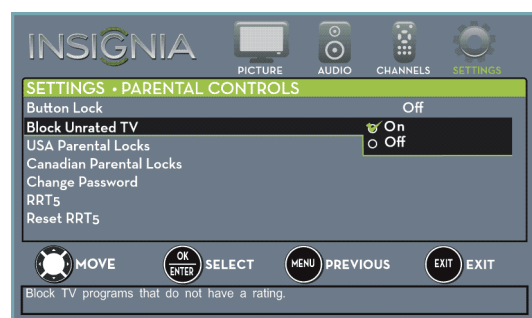 INSIGNIA
PICTURE AUDIO CHANNELS SETTINGS
SETTINGS • PARENTAL CONTROLS
Button Lock Off
Block Unrated TV On
Off
USA Parental Locks
Canadian Parental Locks
Change Password
RRT5
Reset RRT5
MOVE OK ENTER SELECT MENU PREVIOUS EXIT EXIT
Block TV programs that do not have a rating.